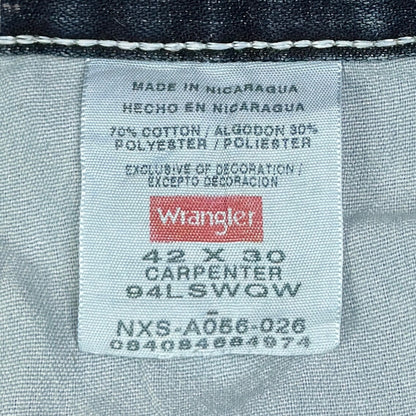 MADE IN NICARAGUA
HECHO EN NICARAGUA
70% COTTON / ALGODON 30%
POLYESTER / POLIESTER
EXCLUSIVE OF DECORATION /
EXCEPTO DECORACION
Wrangler
42 X 30
CARPENTER
94LSWQW
NXS-A086-026
084084684974